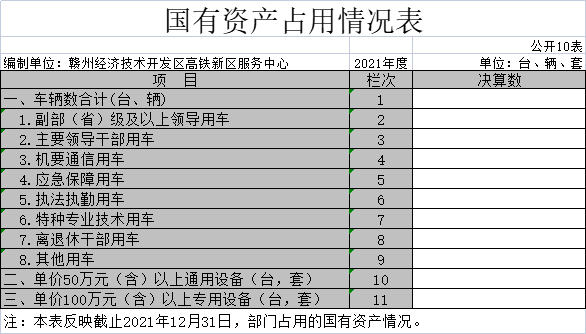 国有资产占用情况表
公开10表
编制单位：赣州经济技术开发区高铁新区服务中心 2021年度 单位：台、辆、套
项 目 栏次 决算数
一、车辆数合计(台、辆) 1
1.副部（省）级及以上领导用车 2
2.主要领导干部用车 3
3.机要通信用车 4
4.应急保障用车 5
5.执法执勤用车 6
6.特种专业技术用车 7
7.离退休干部用车 8
8.其他用车 9
二、单价50万元（含）以上通用设备（台，套） 10
三、单价100万元（含）以上专用设备（台，套） 11
注：本表反映截止2021年12月31日，部门占用的国有资产情况。